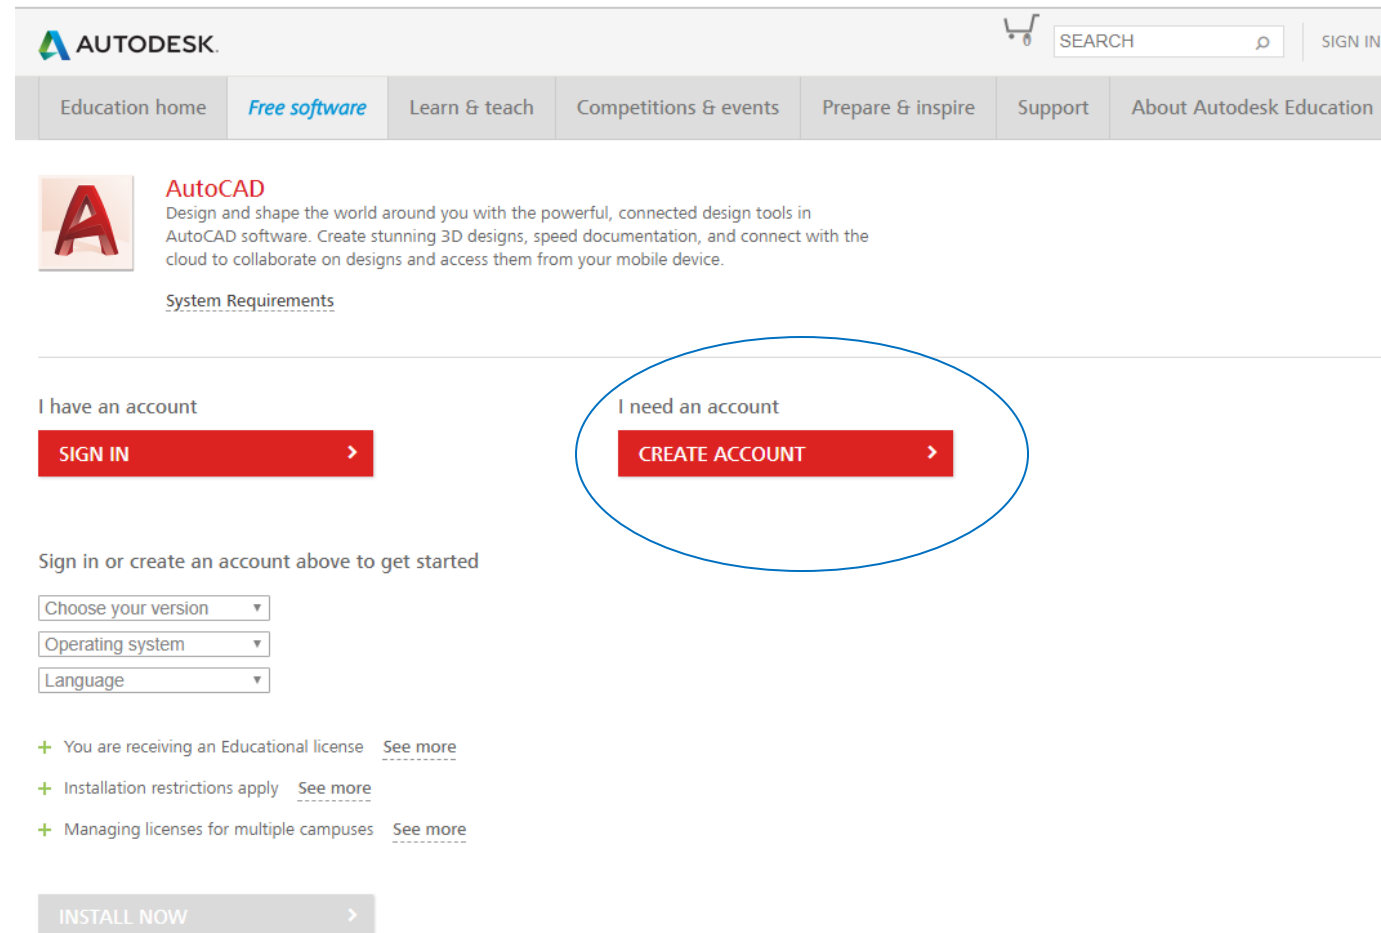 AUTODESK.
0
SEARCH
SIGN IN
Education home
Free software
Learn & teach
Competitions & events
Prepare & inspire
Support
About Autodesk Education
AutoCAD
Design and shape the world around you with the powerful, connected design tools in
AutoCAD software. Create stunning 3D designs, speed documentation, and connect with the
cloud to collaborate on designs and access them from your mobile device.
System Requirements
I have an account
SIGN IN
I need an account
CREATE ACCOUNT
Sign in or create an account above to get started
Choose your version
Operating system
Language
You are receiving an Educational license See more
Installation restrictions apply See more
Managing licenses for multiple campuses See more
INSTALL NOW